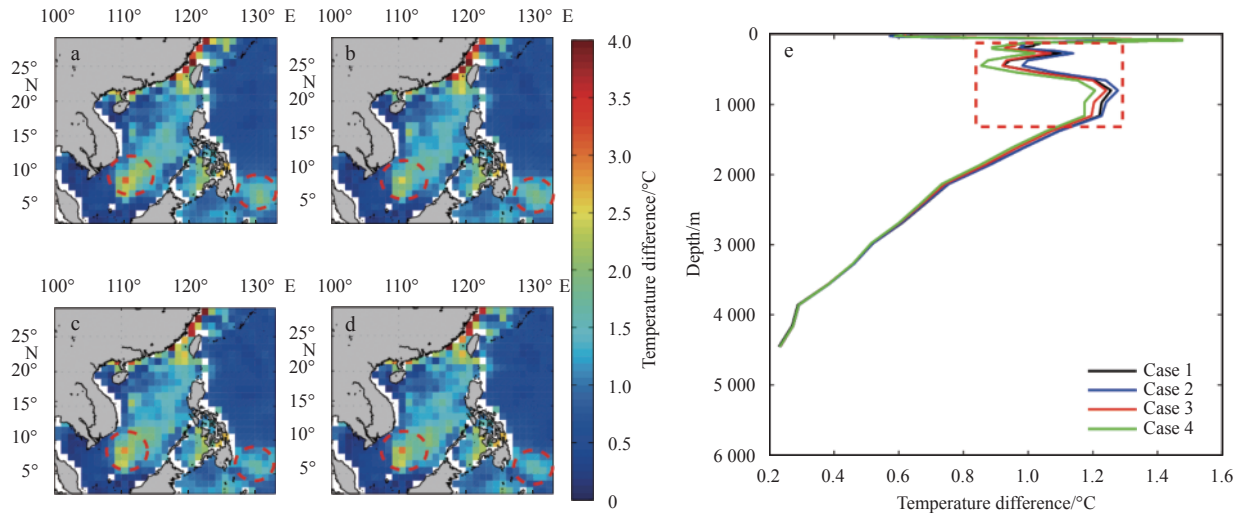 100° 110° 120° 130° E
100° 110° 120° 130° E
a
b
25°
N
20°
15°
10°
5°
25°
N
20°
15°
10°
5°
100° 110° 120° 130° E
100° 110° 120° 130° E
c
d
25°
N
20°
15°
10°
5°
25°
N
20°
15°
10°
5°
4.0
3.5
3.0
2.5
2.0
1.5
1.0
0.5
0
Temperature difference/°C
e
0
1 000
2 000
3 000
4 000
5 000
6 000
Depth/m
Case 1
Case 2
Case 3
Case 4
0.2 0.4 0.6 0.8 1.0 1.2 1.4 1.6
Temperature difference/°C